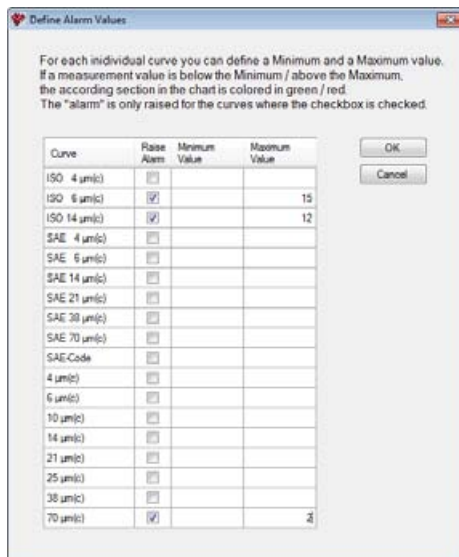 Define Alarm Values
For each inidividual curve you can define a Minimum and a Maximum value.
If a measurement value is below the Minimum / above the Maximum,
the according section in the chart is colored in green / red.
The "alarm" is only raised for the curves where the checkbox is checked.
Curve Raise Alarm Minimum Value Maximum Value
OK
Cancel
ISO 4 µm(c)
ISO 6 µm(c) 15
ISO 14 µm(c) 12
SAE 4 µm(c)
SAE 6 µm(c)
SAE 14 µm(c)
SAE 21 µm(c)
SAE 38 µm(c)
SAE 70 µm(c)
SAE-Code
4 µm(c)
6 µm(c)
10 µm(c)
14 µm(c)
21 µm(c)
25 µm(c)
38 µm(c)
70 µm(c) 2